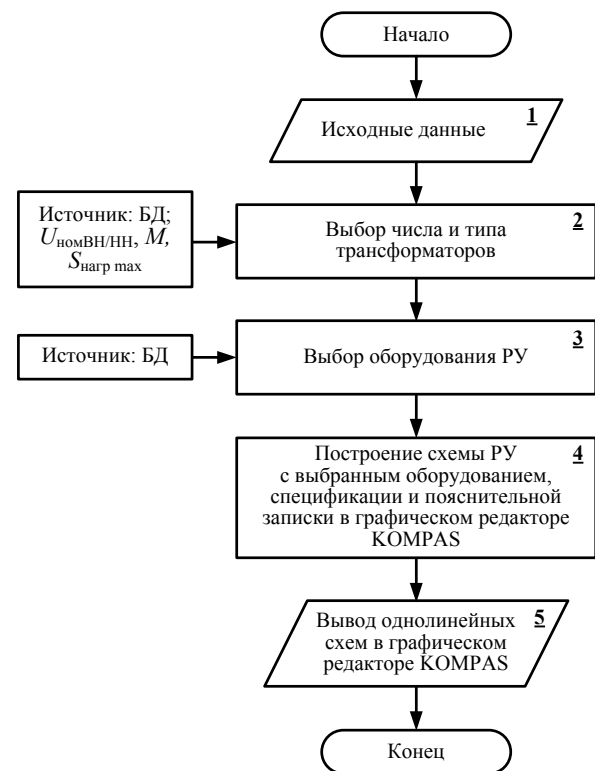 Начало
1
Исходные данные
Источник: БД;
UномВН/НН, M,
Sнагр max
2
Выбор числа и типа
трансформаторов
Источник: БД
3
Выбор оборудования РУ
4
Построение схемы РУ
с выбранным оборудованием,
спецификации и пояснительной
записки в графическом редакторе
KOMPAS
5
Вывод однолинейных
схем в графическом
редакторе KOMPAS
Конец